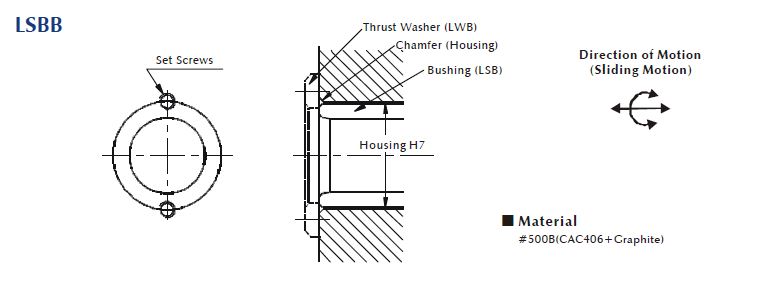 LSBB
Thrust Washer (LWB)
Chamfer (Housing)
Set Screws
Bushing (LSB)
Direction of Motion
(Sliding Motion)
Housing H7
■ Material
#500B(CAC406+Graphite)